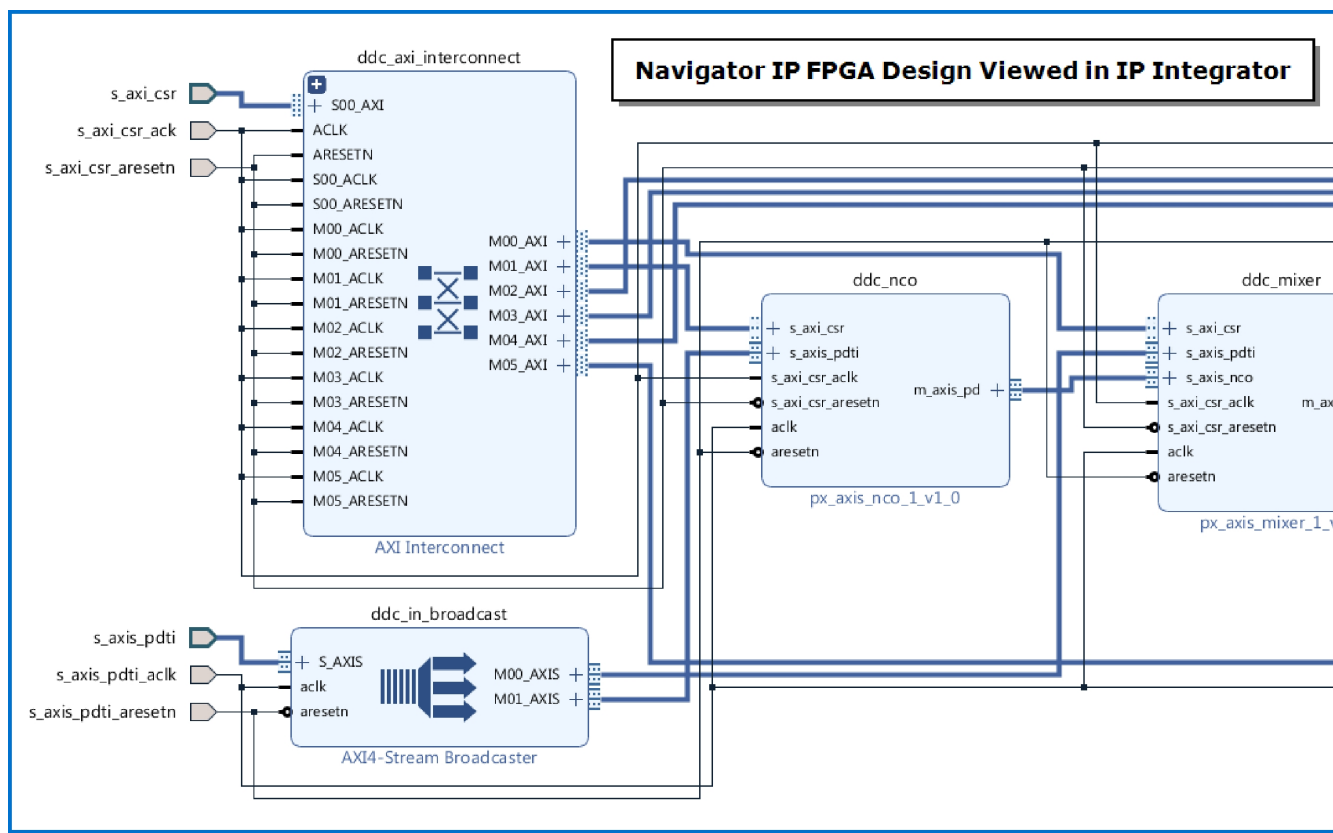 Navigator IP FPGA Design Viewed in IP Integrator
ddc_axi_interconnect
s_axi_csr
s_axi_csr_ack
s_axi_csr_aresetn
S00_AXI
ACLK
ARESETN
S00_ACLK
S00_ARESETN
M00_ACLK
M00_ARESETN
M01_ACLK
M01_ARESETN
M02_ACLK
M02_ARESETN
M03_ACLK
M03_ARESETN
M04_ACLK
M04_ARESETN
M05_ACLK
M05_ARESETN
M00_AXI
M01_AXI
M02_AXI
M03_AXI
M04_AXI
M05_AXI
AXI Interconnect
ddc_nco
s_axi_csr
s_axis_pdti
s_axi_csr_aclk
s_axi_csr_aresetn
aclk
aresetn
m_axis_pd
px_axis_nco_1_v1_0
ddc_mixer
s_axi_csr
s_axis_pdti
s_axis_nco
s_axi_csr_aclk
s_axi_csr_aresetn
aclk
aresetn
m_ax
px_axis_mixer_1_v
ddc_in_broadcast
s_axis_pdti
s_axis_pdti_aclk
s_axis_pdti_aresetn
S_AXIS
aclk
aresetn
M00_AXIS
M01_AXIS
AXI4-Stream Broadcaster